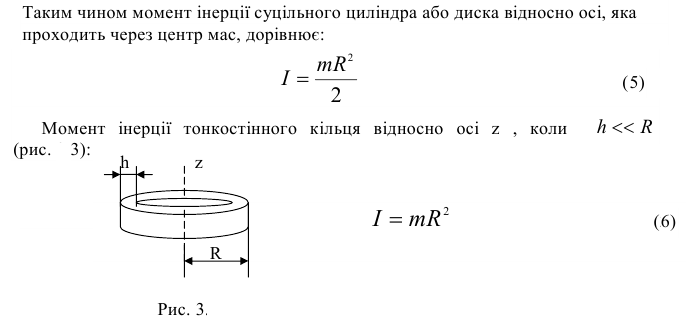 Таким чином момент інерції суцільного циліндра або диска відносно осі, яка
проходить через центр мас, дорівнює:
I = mR²/2 (5)
Момент інерції тонкостінного кільця відносно осі z , коли h << R
(рис. 3):
h z
I = mR² (6)
R
Рис. 3.